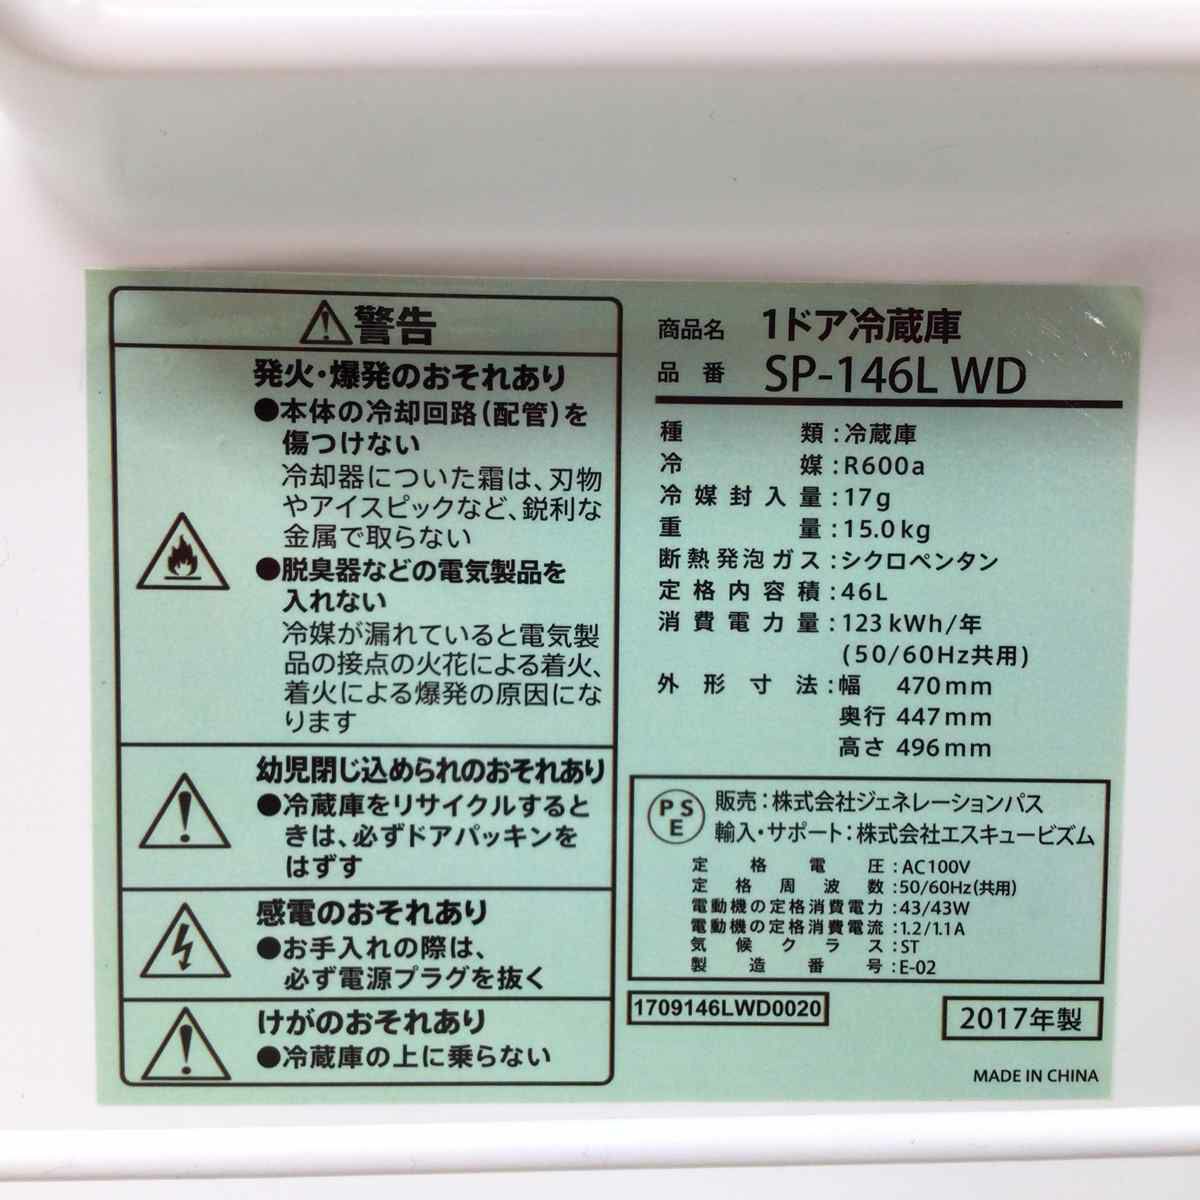 警告
発火・爆発のおそれあり
●本体の冷却回路(配管)を
傷つけない
冷却器についた霜は、刃物
やアイスピックなど、鋭利な
金属で取らない
●脱臭器などの電気製品を
入れない
冷媒が漏れていると電気製
品の接点の火花による着火、
着火による爆発の原因にな
ります
幼児閉じ込められのおそれあり
●冷蔵庫をリサイクルすると
きは、必ずドアパッキンを
はずす
感電のおそれあり
●お手入れの際は、
必ず電源プラグを抜く
けがのおそれあり
●冷蔵庫の上に乗らない
商品名 1ドア冷蔵庫
品番 SP-146L WD
種類:冷蔵庫
冷媒:R600a
冷媒封入量:17g
重量:15.0kg
断熱発泡ガス:シクロペンタン
定格内容積:46L
消費電力量:123kWh/年
(50/60Hz共用)
外形寸法:幅 470mm
奥行 447mm
高さ 496mm
PSE
販売:株式会社ジェネレーションパス
輸入・サポート:株式会社エスキュービズム
定格電圧:AC100V
定格周波数:50/60Hz(共用)
電動機の定格消費電力:43/43W
電動機の定格消費電流:1.2/1.1A
気候クラス:ST
製造番号:E-02
1709146LWD0020
2017年製
MADE IN CHINA